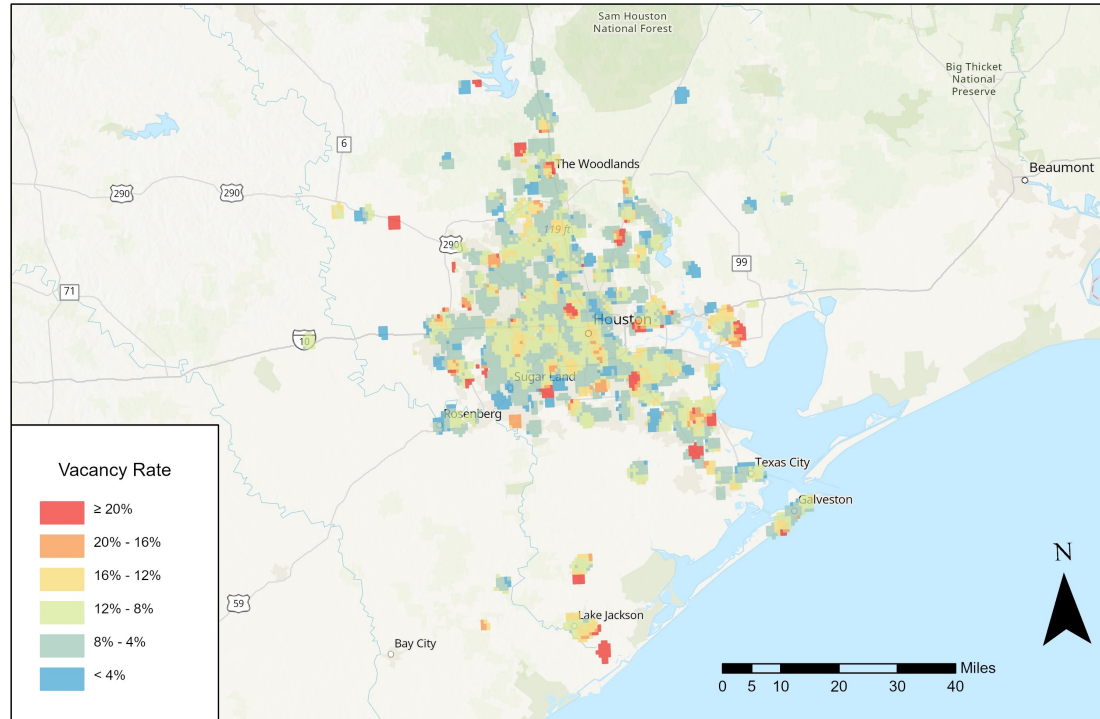 Sam Houston
National Forest
Big Thicket
National
Preserve
6
The Woodlands
Beaumont
290
290
119 ft
290
99
71
Houston
10
Sugar Land
Rosenberg
Texas City
Galveston
Vacancy Rate
≥ 20%
20% - 16%
16% - 12%
12% - 8%
8% - 4%
< 4%
N
59
Lake Jackson
Bay City
Miles
0 5 10 20 30 40